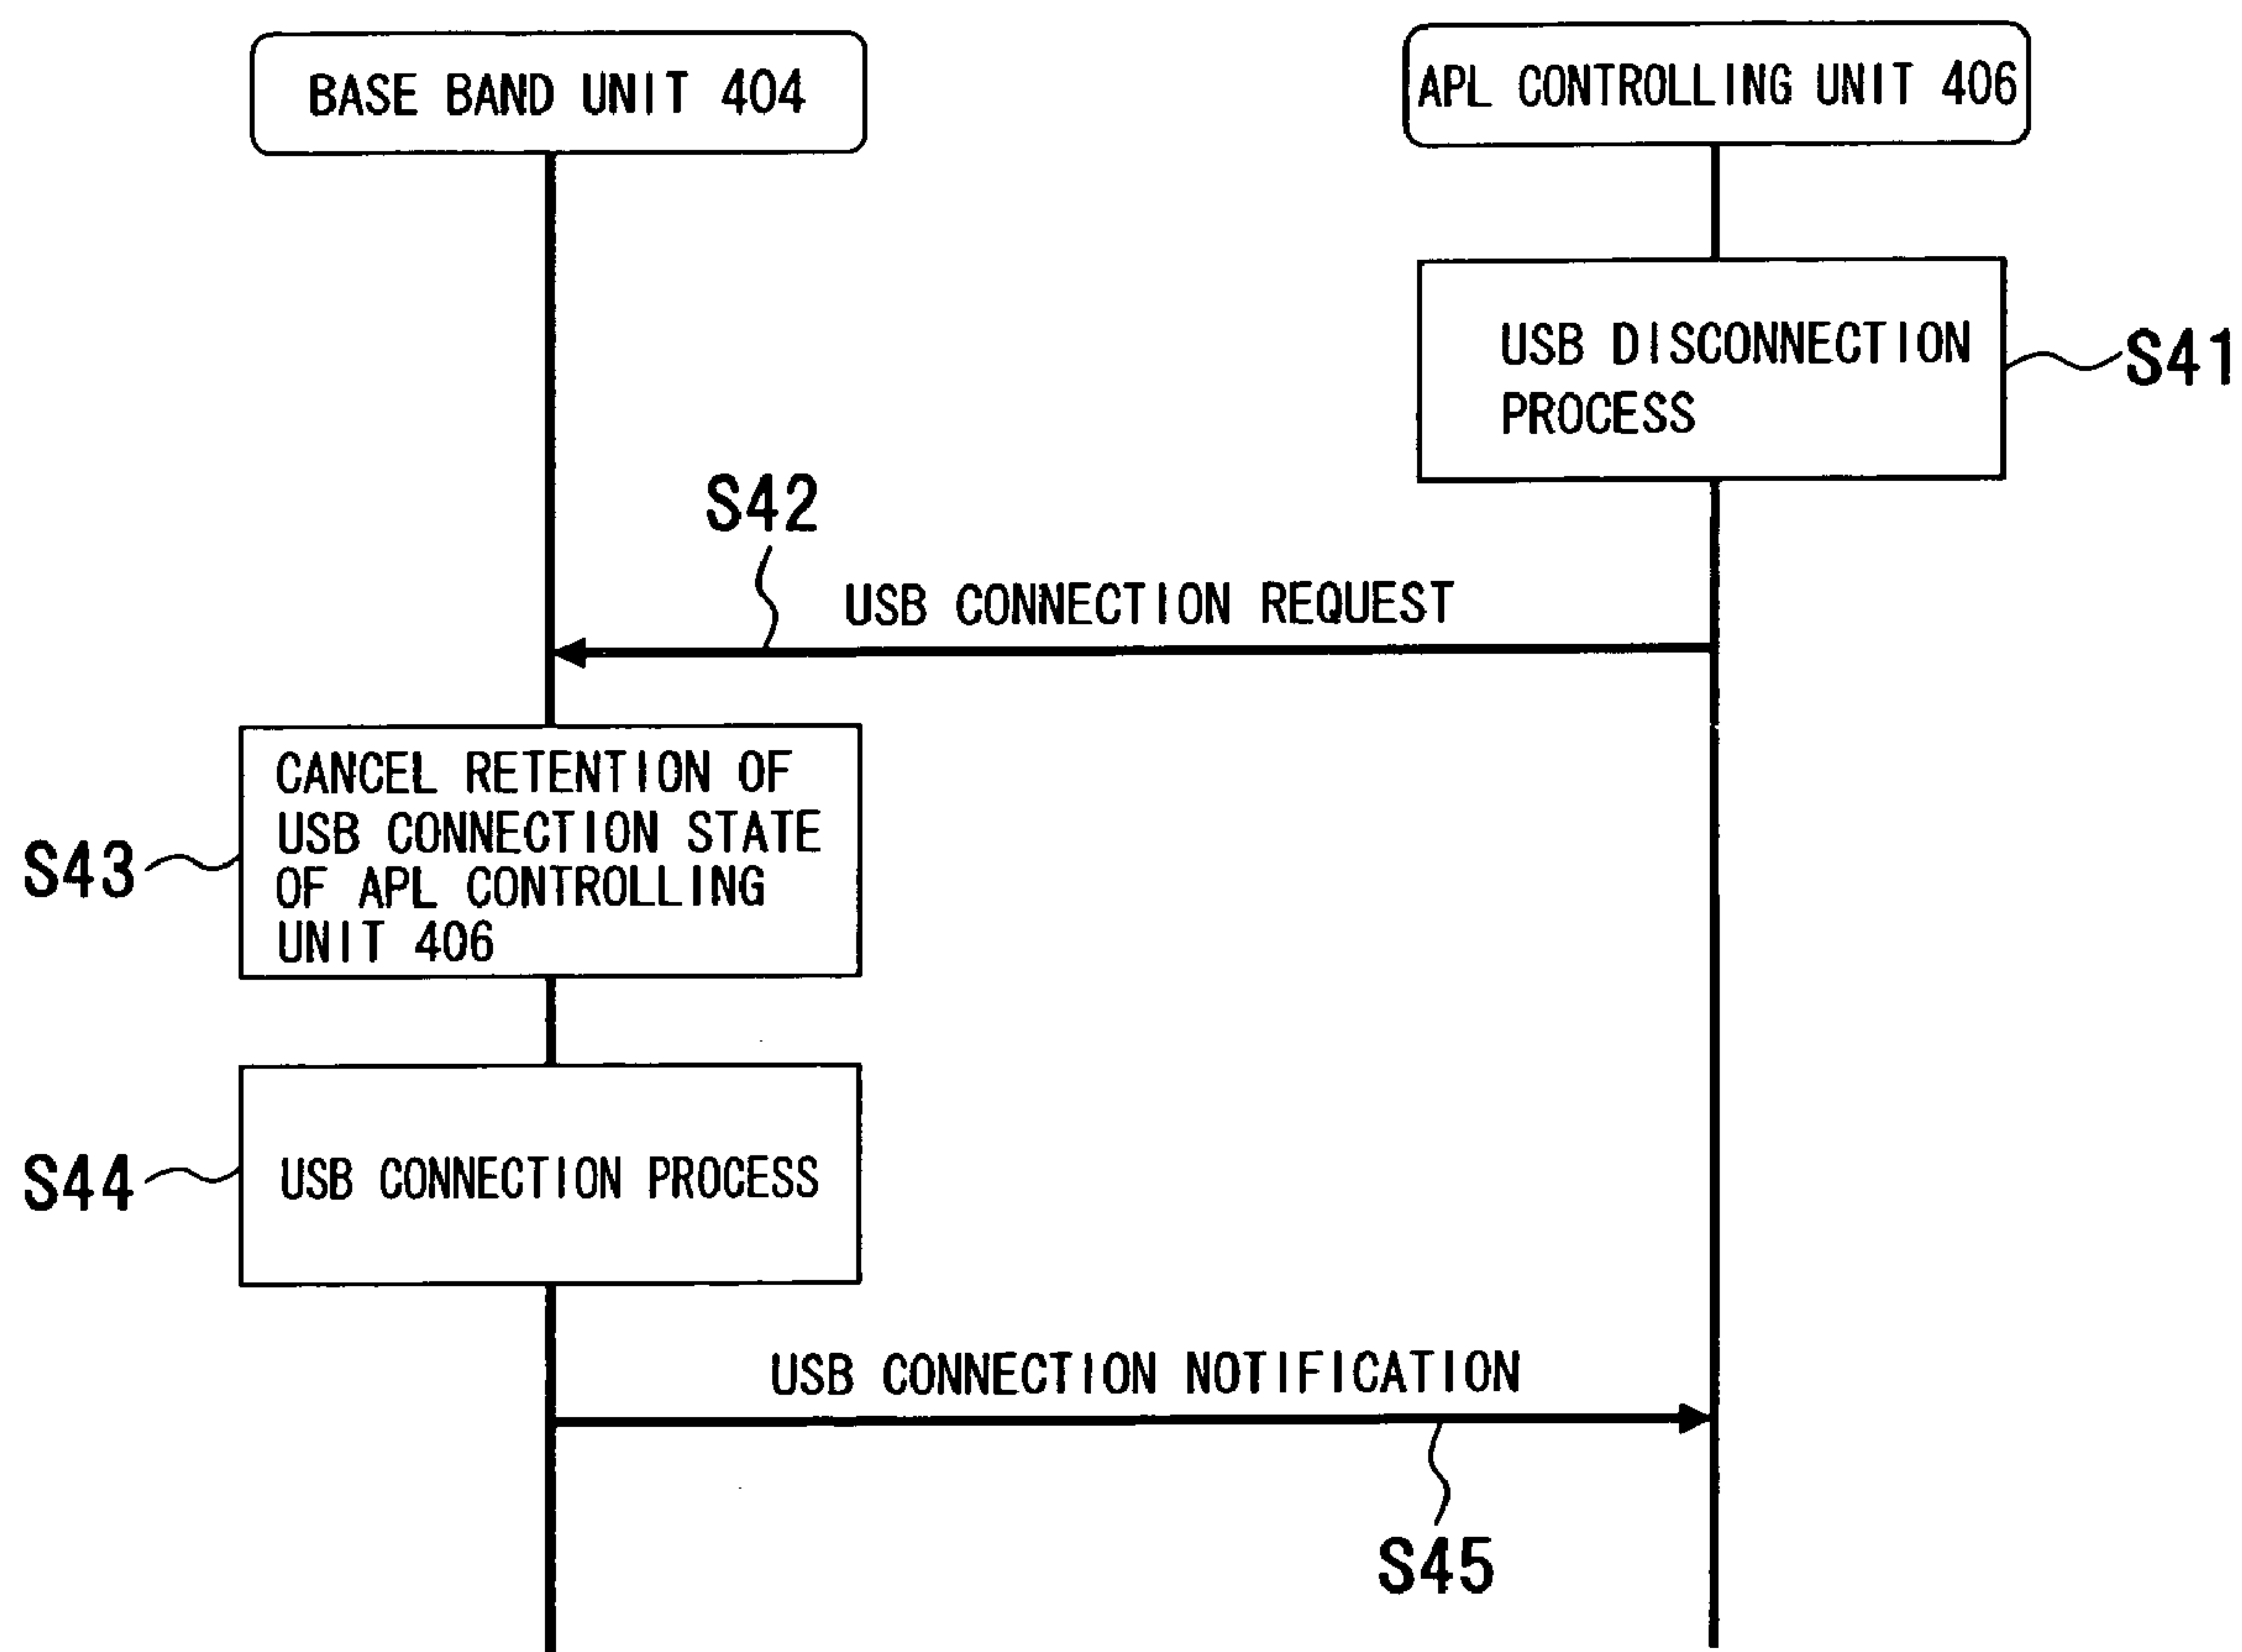 BASE BAND UNIT 404
APL CONTROLLING UNIT 406
USB DISCONNECTION
PROCESS
S41
S42
USB CONNECTION REQUEST
CANCEL RETENTION OF
USB CONNECTION STATE
OF APL CONTROLLING
UNIT 406
S43
USB CONNECTION PROCESS
S44
USB CONNECTION NOTIFICATION
S45